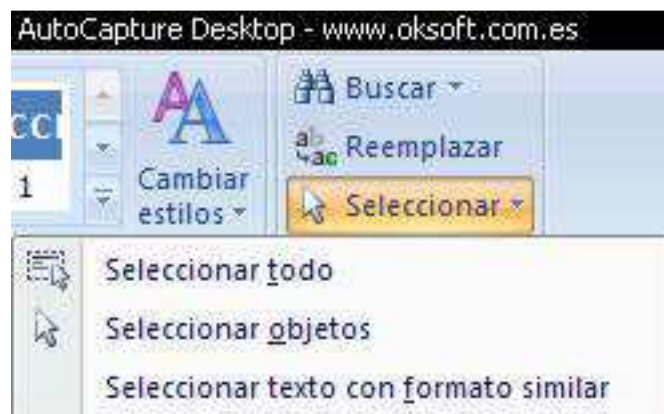 AutoCapture Desktop - www.oksoft.com.es
Buscar
Reemplazar
Seleccionar
Cambiar
estilos
1
Seleccionar todo
Seleccionar objetos
Seleccionar texto con formato similar